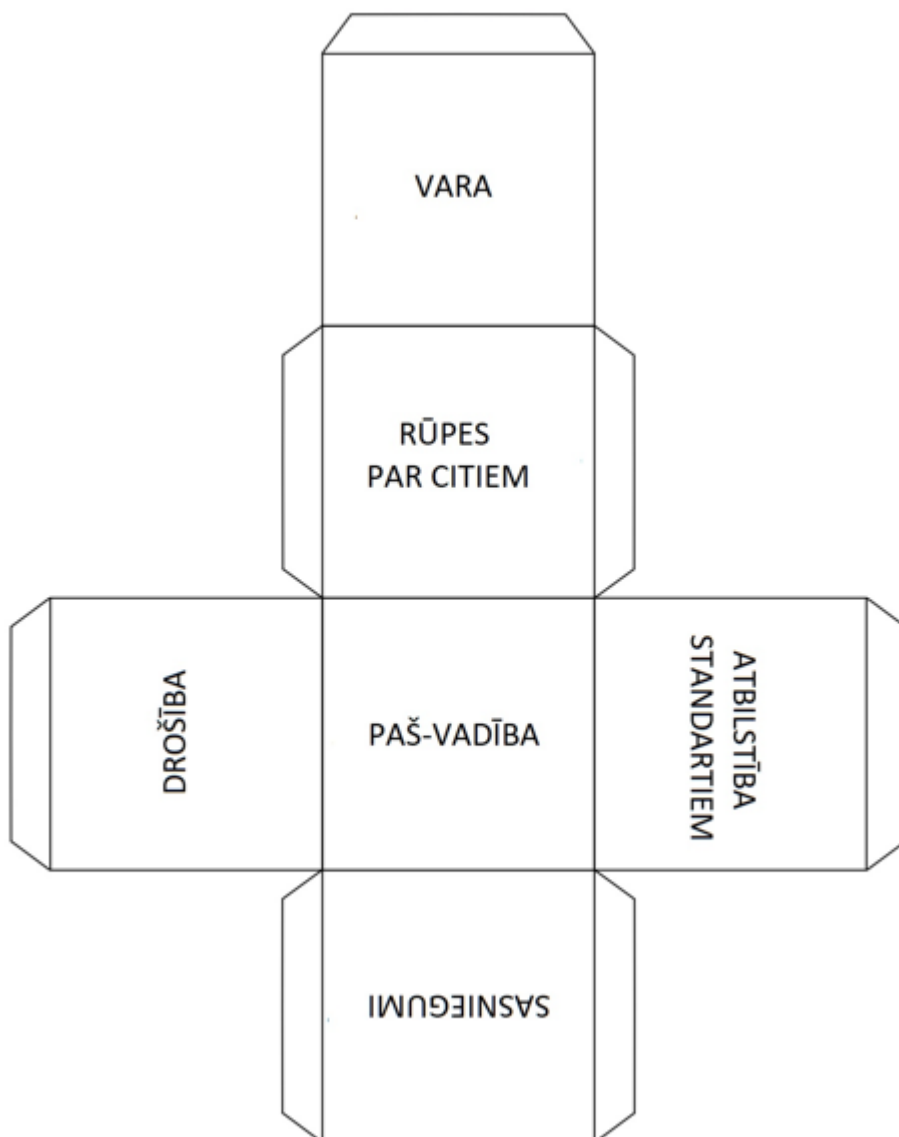 VARA
RŪPES
PAR CITIEM
DROŠĪBA
PAŠ-VADĪBA
ATBILSTĪBA
STANDARTIEM
SASNIEGUMI